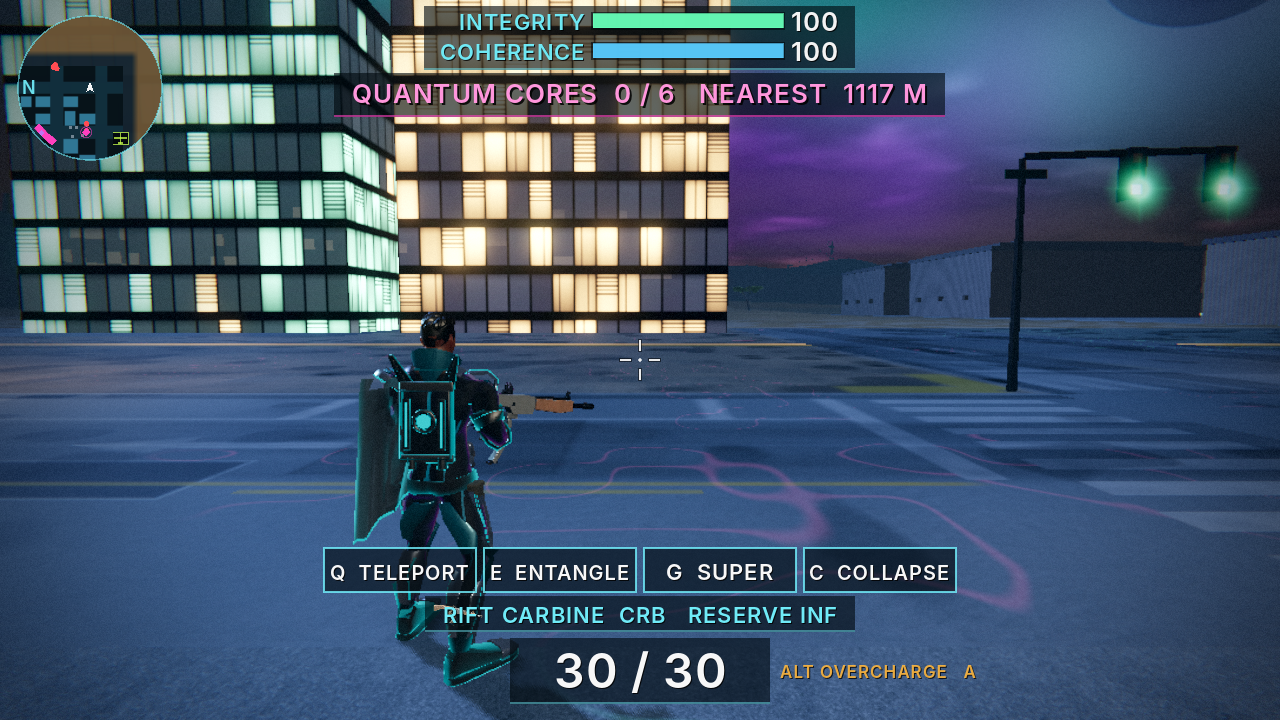 INTEGRITY 100
COHERENCE 100
QUANTUM CORES 0 / 6 NEAREST 1117 M
N
Q TELEPORT E ENTANGLE G SUPER C COLLAPSE
RIFT CARBINE CRB RESERVE INF
30 / 30
ALT OVERCHARGE A